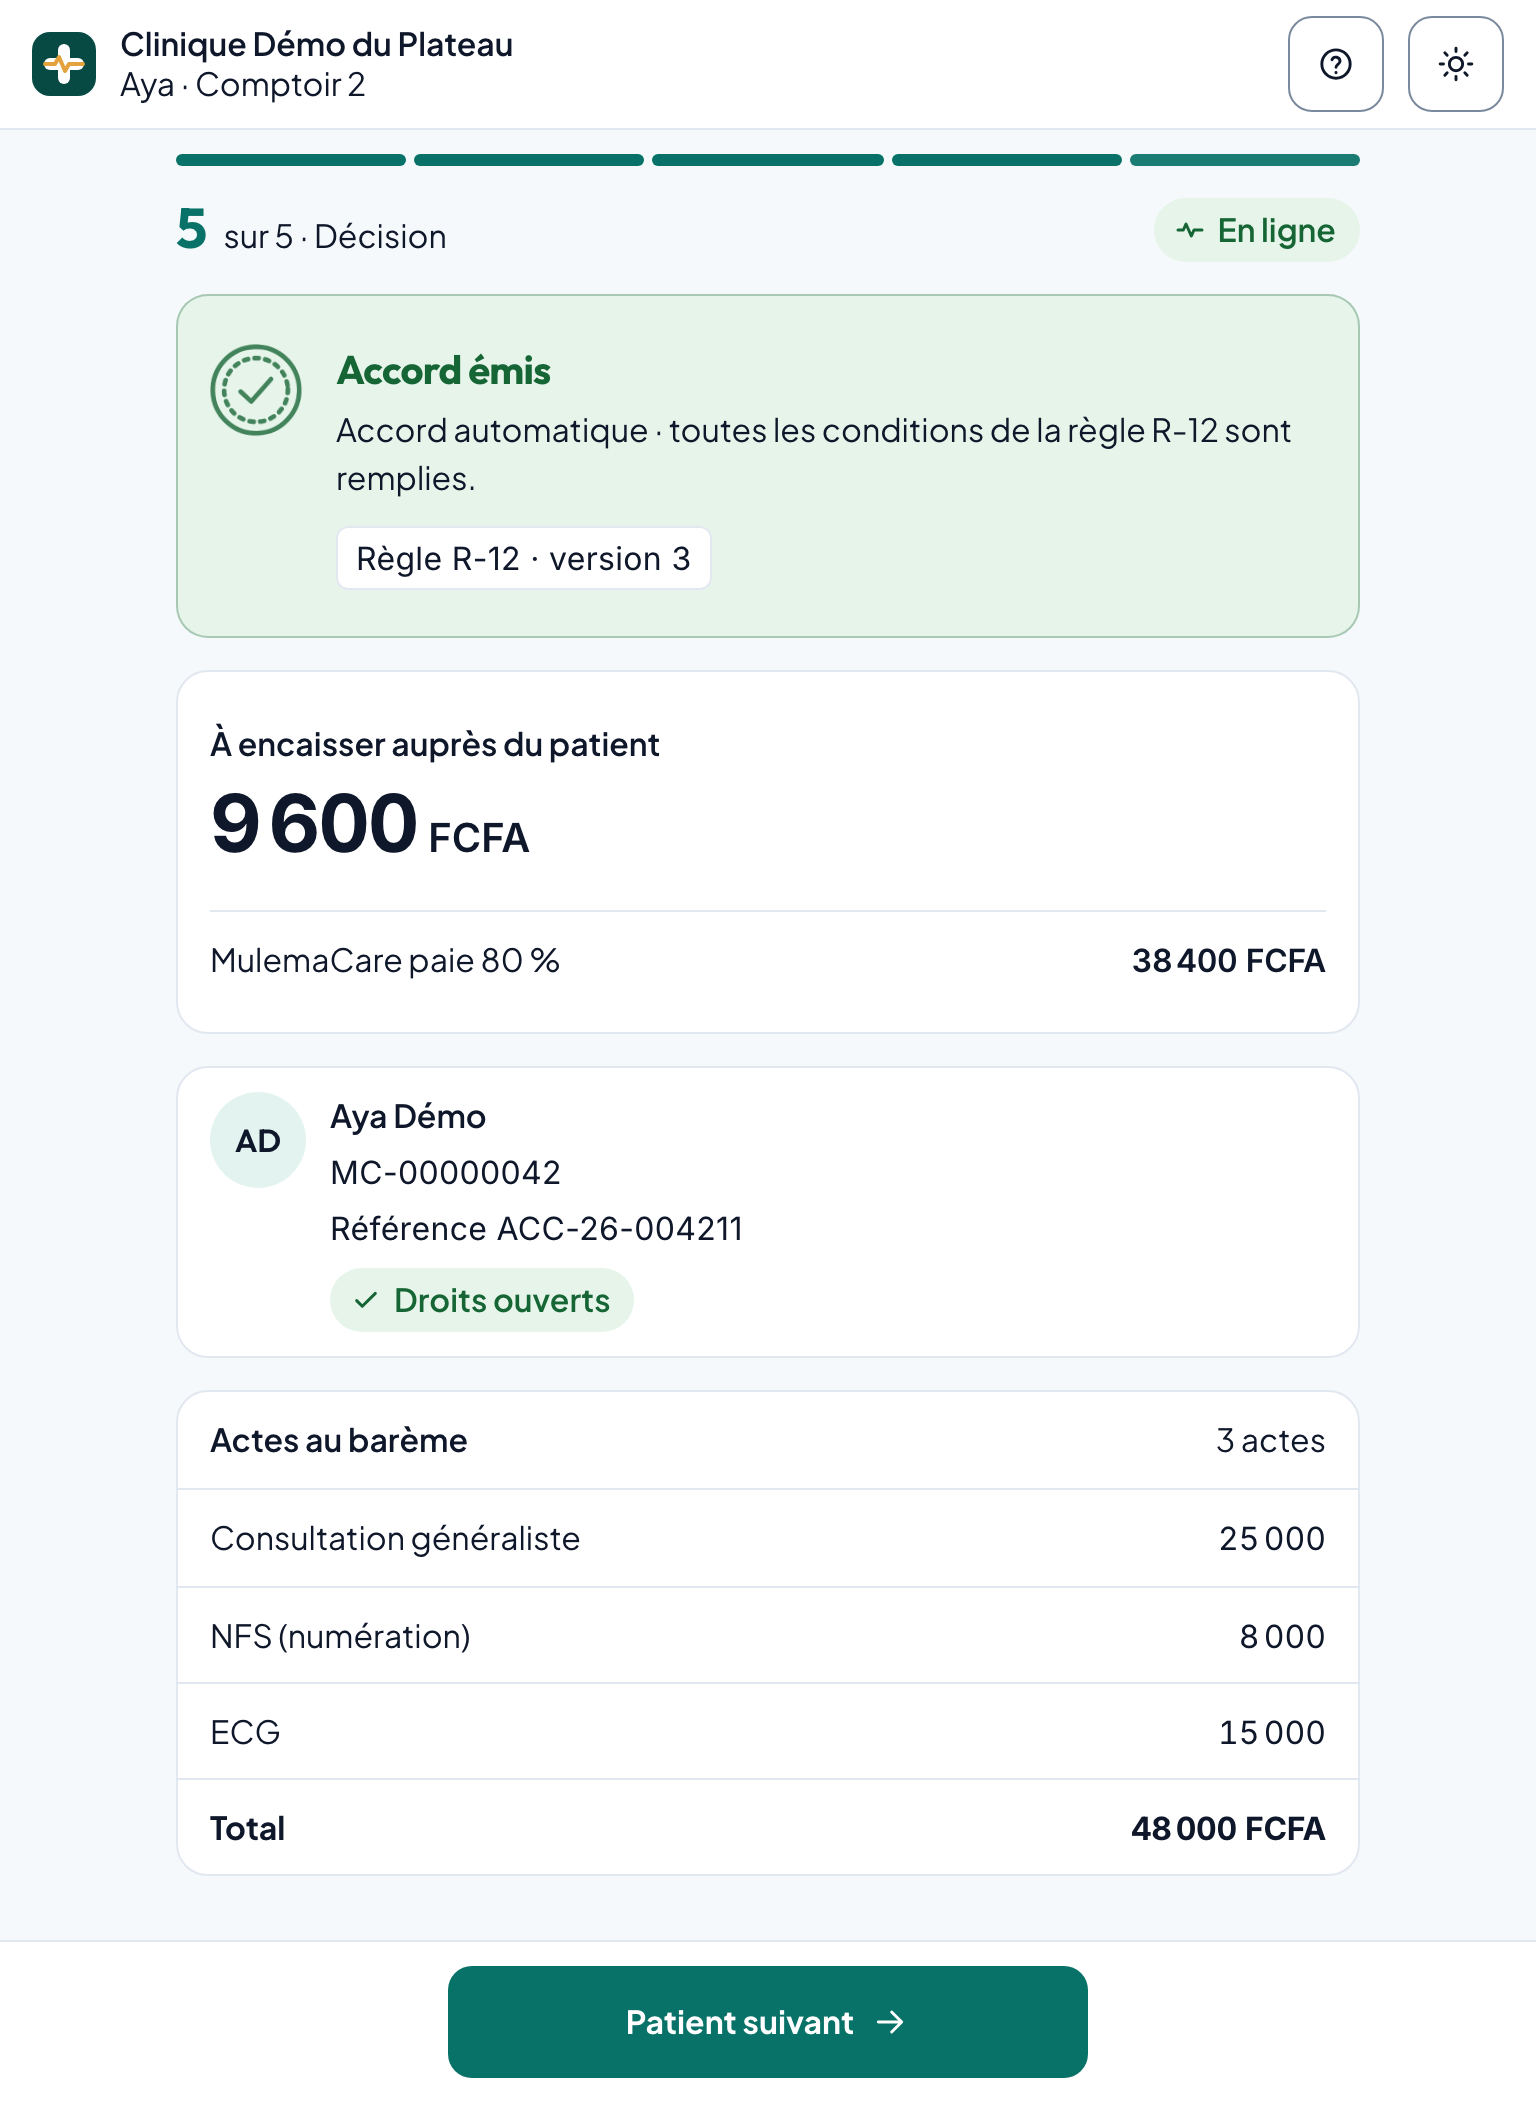 Clinique Démo du Plateau
Aya · Comptoir 2
5 sur 5 · Décision
En ligne
Accord émis
Accord automatique · toutes les conditions de la règle R-12 sont
remplies.
Règle R-12 · version 3
À encaisser auprès du patient
9 600 FCFA
MulemaCare paie 80 % 38 400 FCFA
AD
Aya Démo
MC-00000042
Référence ACC-26-004211
Droits ouverts
Actes au barème 3 actes
Consultation généraliste 25 000
NFS (numération) 8 000
ECG 15 000
Total 48 000 FCFA
Patient suivant →